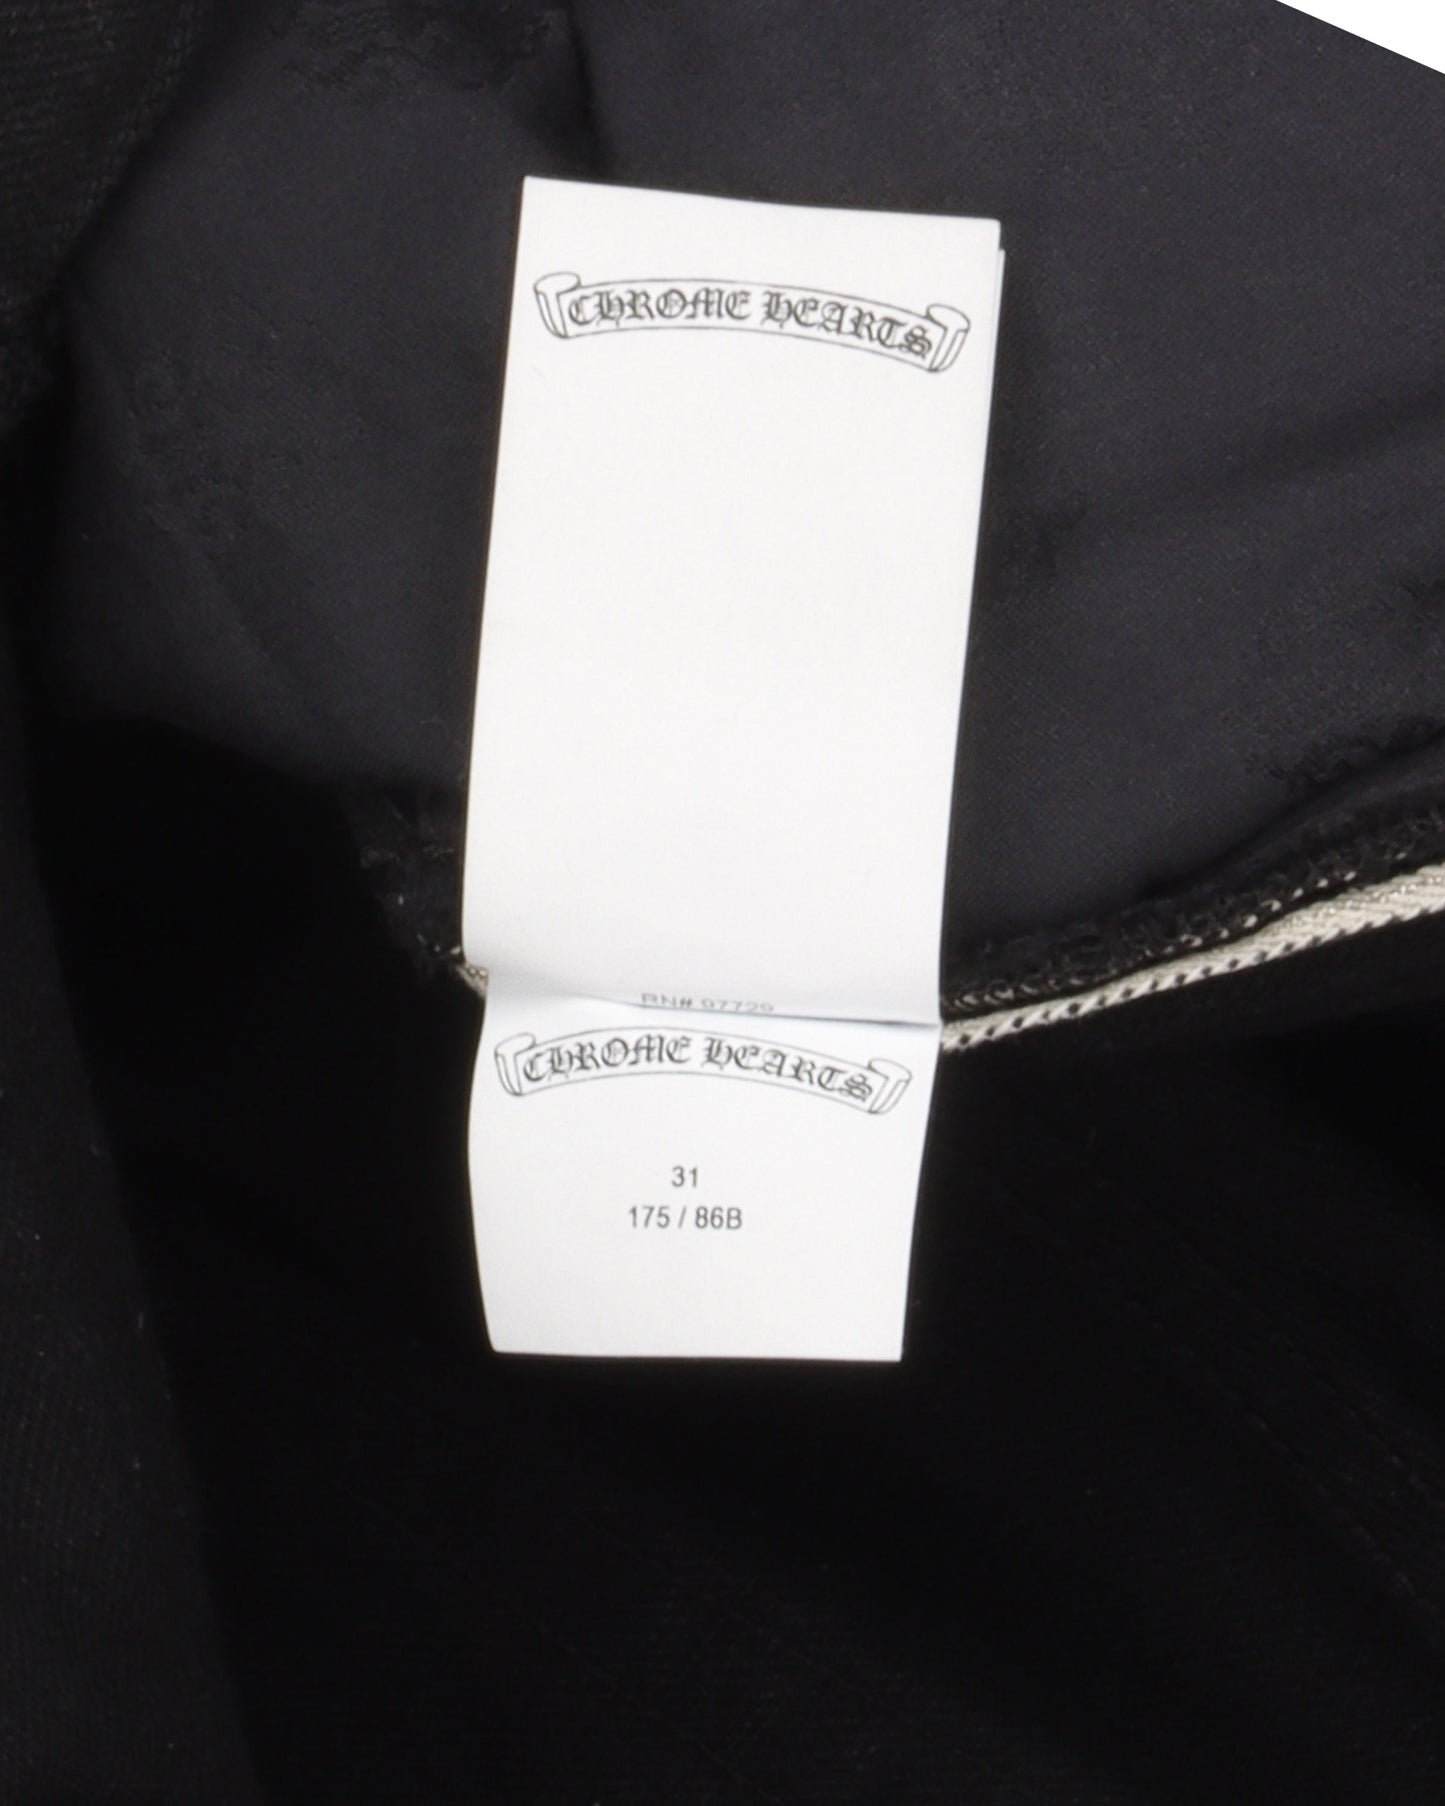 CHROME HEARTS
RN# 97729
CHROME HEARTS
31
175 / 86B